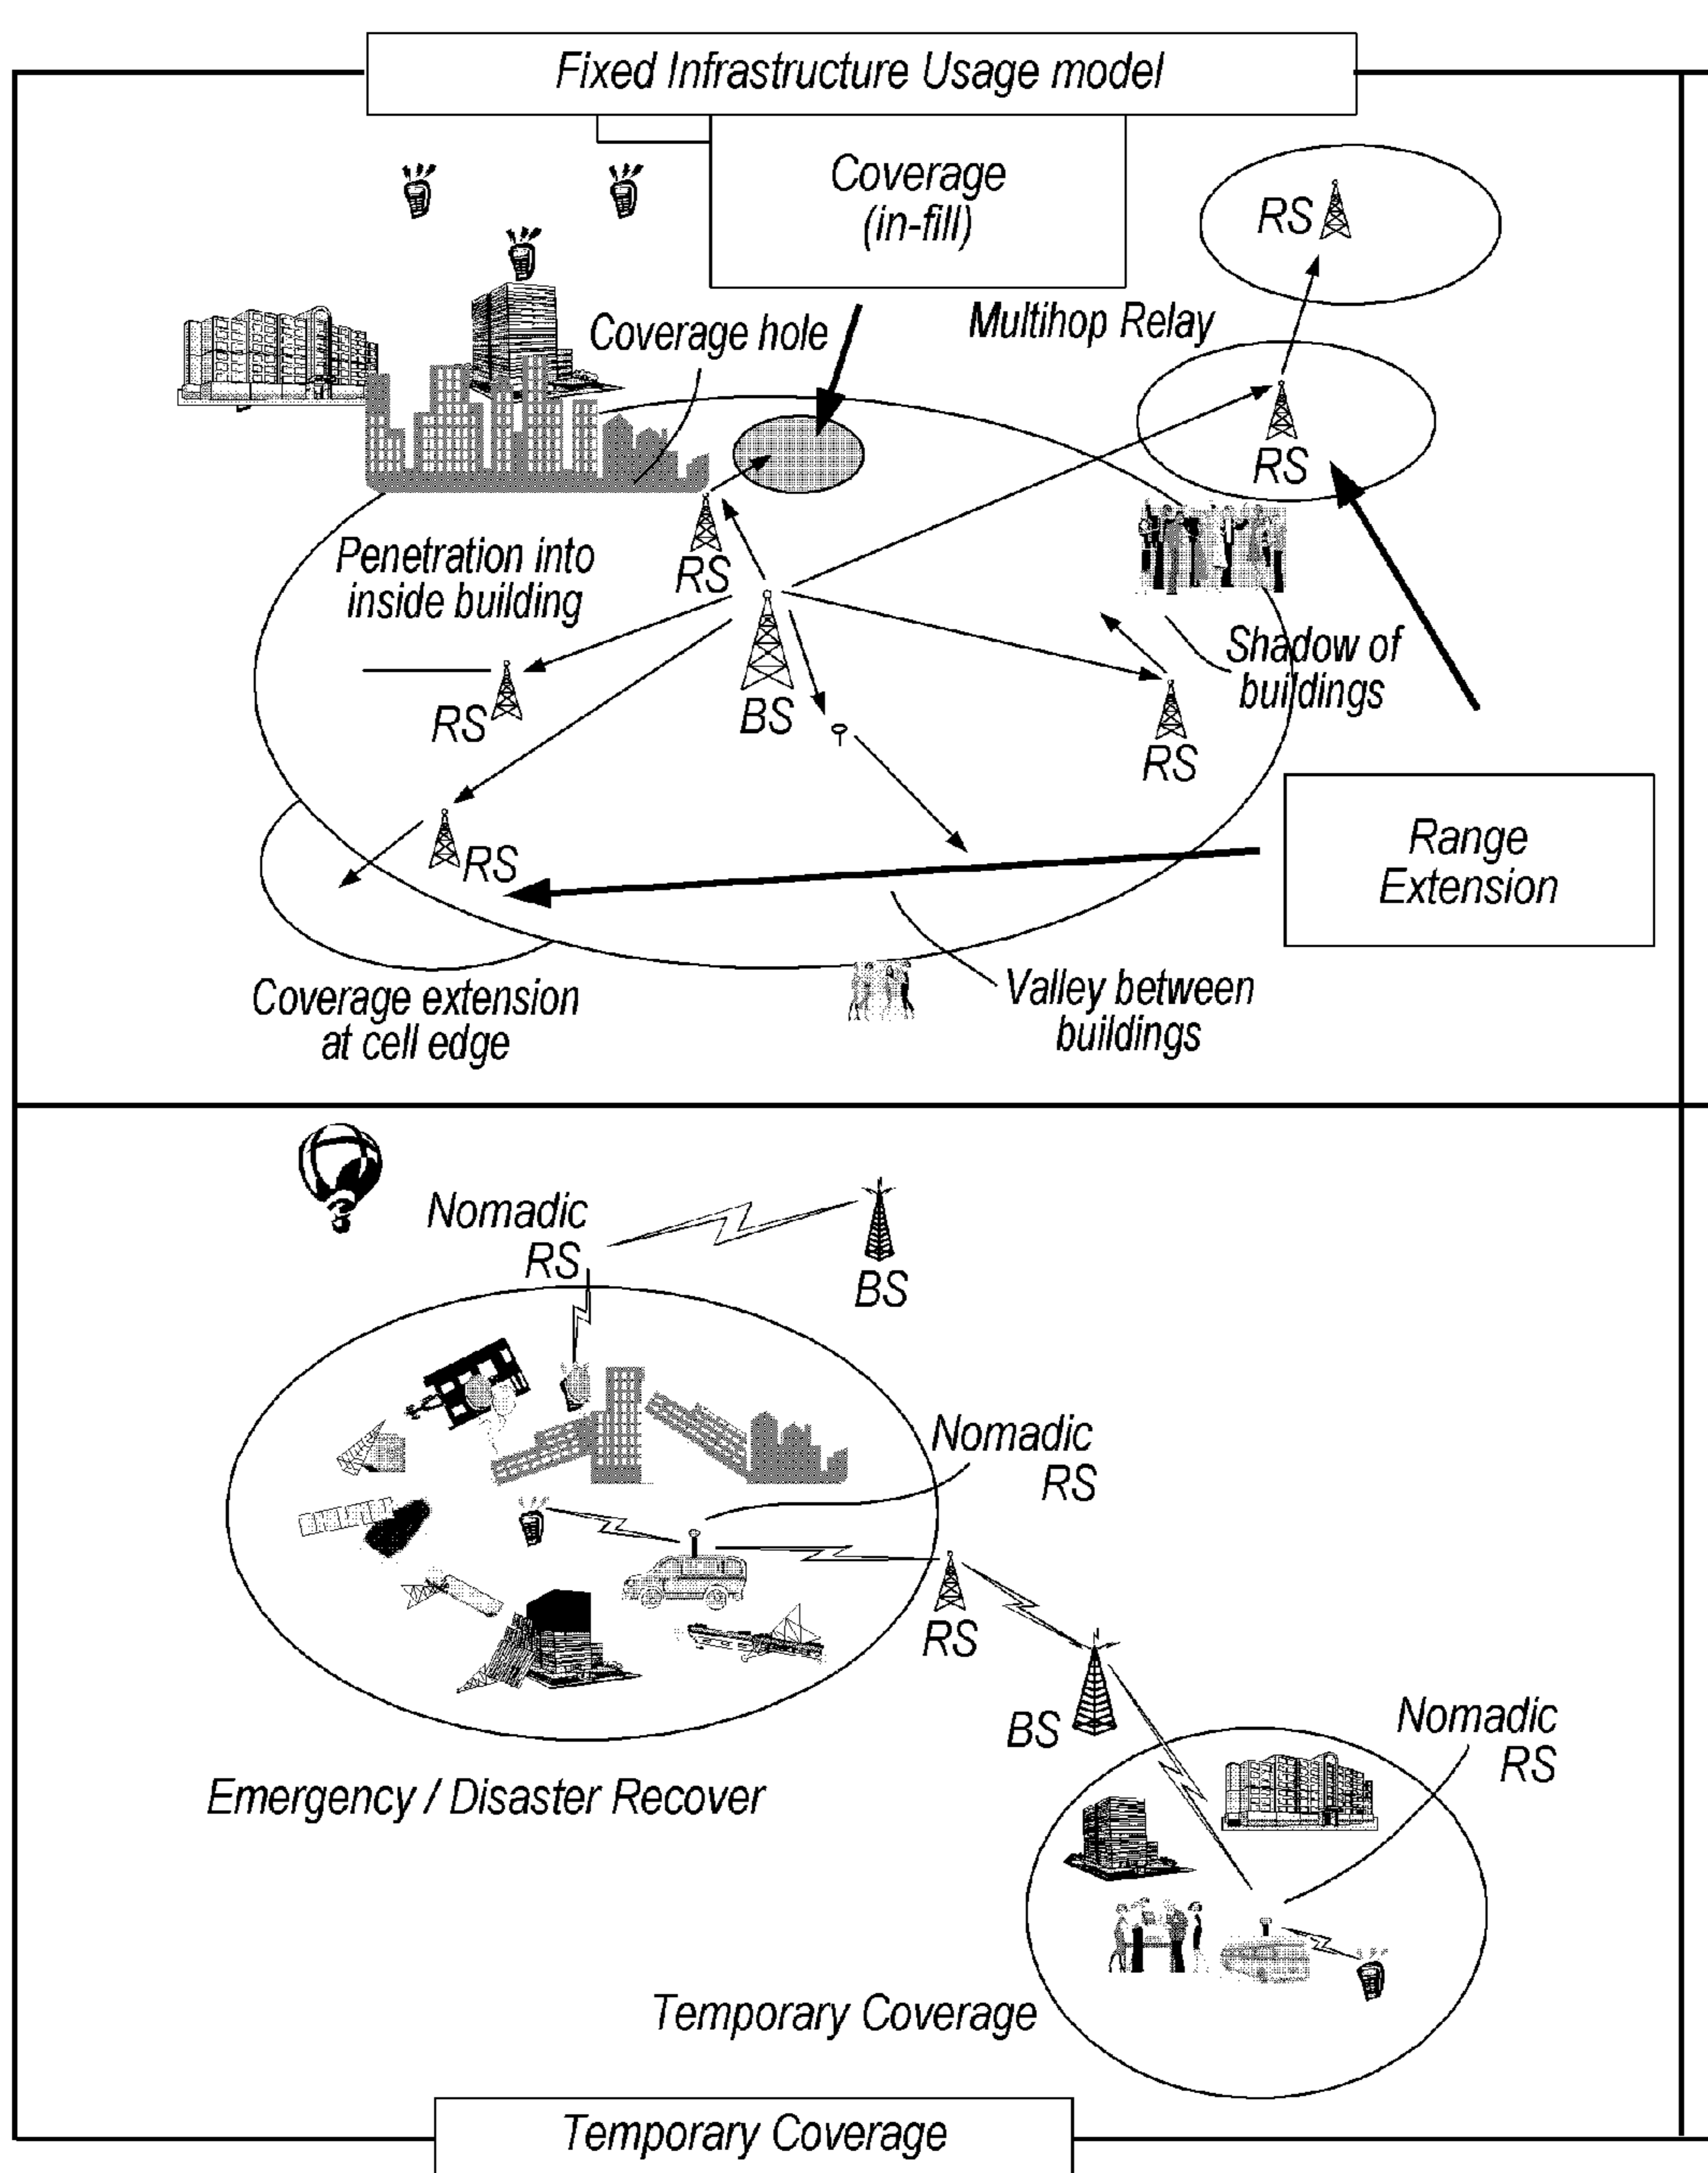 Fixed Infrastructure Usage model
Coverage
(in-fill)
RS
Coverage hole
Multihop Relay
RS
Penetration into
inside building
RS
Shadow of
buildings
RS
BS
RS
RS
Range
Extension
Coverage extension
at cell edge
Valley between
buildings
Nomadic
RS
BS
Nomadic
RS
RS
BS
Nomadic
RS
Emergency / Disaster Recover
Temporary Coverage
Temporary Coverage